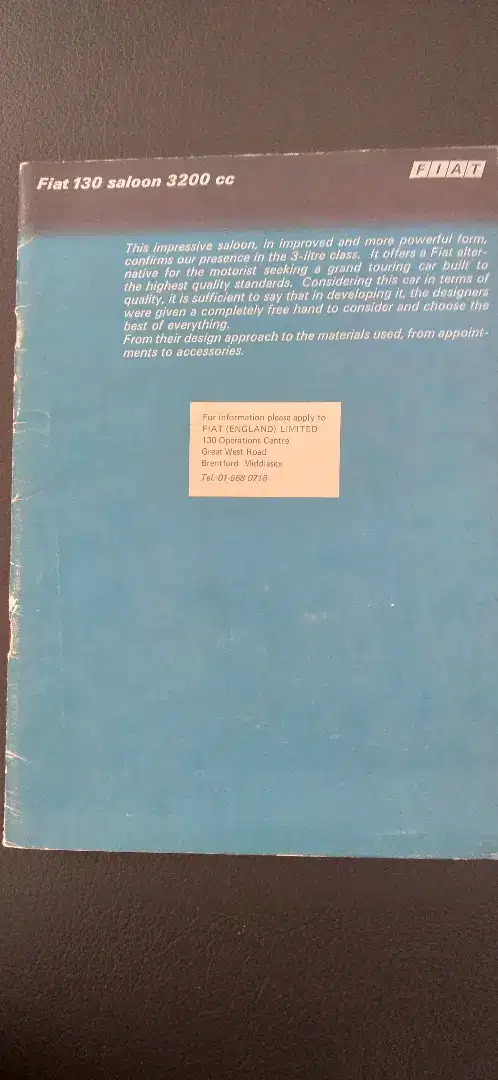 Fiat 130 saloon 3200 cc
FIAT
This impressive saloon, in improved and more powerful form,
confirms our presence in the 3-litre class. It offers a Fiat alter-
native for the motorist seeking a grand touring car built to
the highest quality standards. Considering this car in terms of
quality, it is sufficient to say that in developing it, the designers
were given a completely free hand to consider and choose the
best of everything.
From their design approach to the materials used, from appoint-
ments to accessories.
For information please apply to
FIAT (ENGLAND) LIMITED
130 Operations Centre
Great West Road
Brentford Middlesex
Tel. 01-568 0718